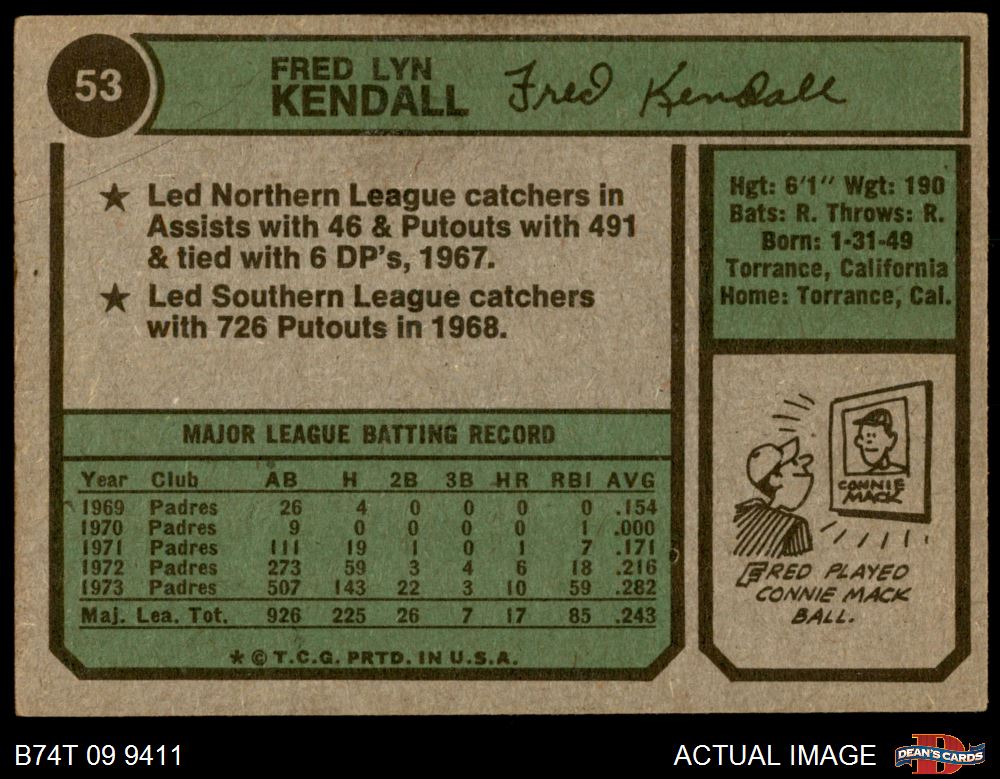 53
FRED LYN
KENDALL
Fred Kendall
★ Led Northern League catchers in
Assists with 46 & Putouts with 491
& tied with 6 DP's, 1967.
★ Led Southern League catchers
with 726 Putouts in 1968.
Hgt: 6'1" Wgt: 190
Bats: R. Throws: R.
Born: 1-31-49
Torrance, California
Home: Torrance, Cal.
MAJOR LEAGUE BATTING RECORD
Year Club AB H 2B 3B HR RBI AVG
1969 Padres 26 4 0 0 0 0 .154
1970 Padres 9 0 0 0 0 1 .000
1971 Padres 111 19 1 0 1 7 .171
1972 Padres 273 59 3 4 6 18 .216
1973 Padres 507 143 22 3 10 59 .282
Maj. Lea. Tot. 926 225 26 7 17 85 .243
★ © T.C.G. PRTD. IN U.S.A.
CONNIE
MACK
FRED PLAYED
CONNIE MACK
BALL.
B74T 09 9411
ACTUAL IMAGE
D
DEAN'S CARDS